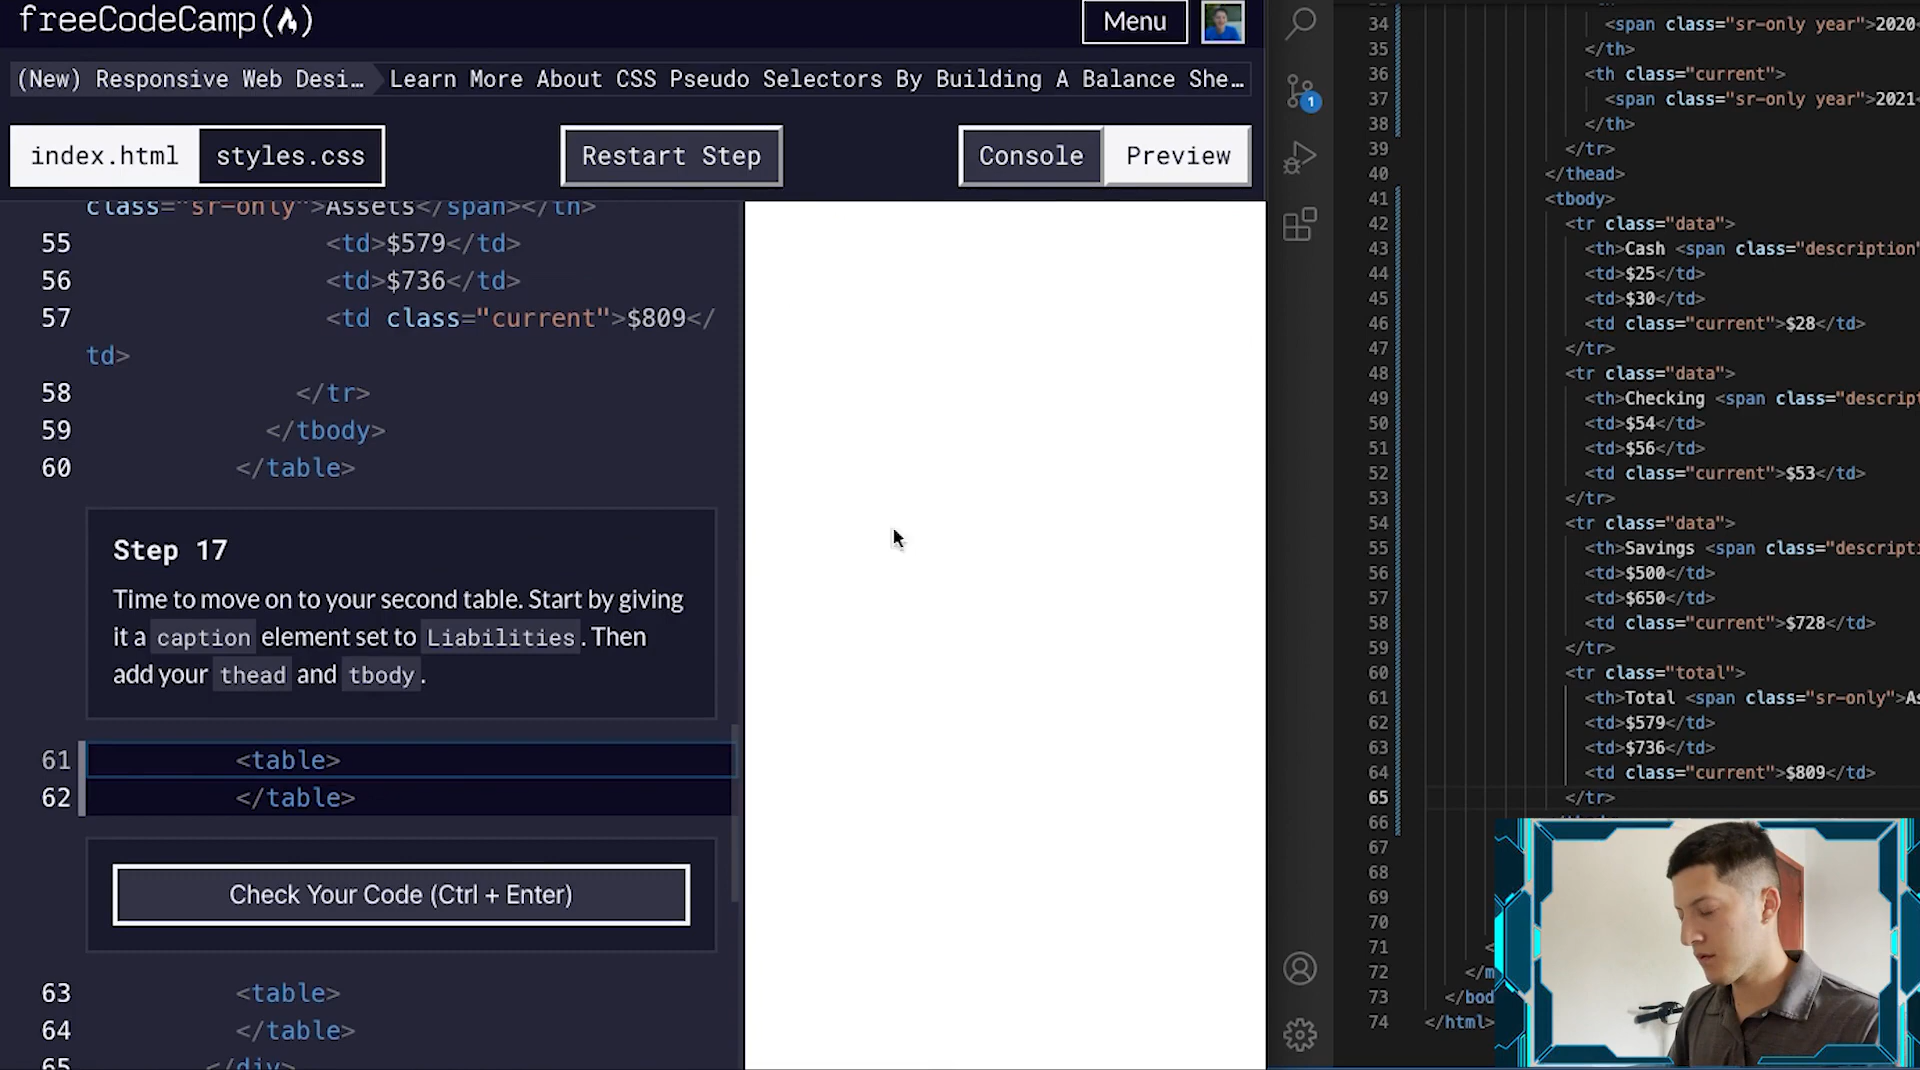 freeCodeCamp
Menu
(New) Responsive Web Desi…
Learn More About CSS Pseudo Selectors By Building A Balance She…
index.html
styles.css
Restart Step
Console
Preview
class="sr-only">Assets</span></th>
55 <td>$579</td>
56 <td>$736</td>
57 <td class="current">$809</
td>
58 </tr>
59 </tbody>
60 </table>
Step 17
Time to move on to your second table. Start by giving
it a caption element set to Liabilities. Then
add your thead and tbody.
61 <table>
62 </table>
Check Your Code (Ctrl + Enter)
63 <table>
64 </table>
65 </div>
1
34 <span class="sr-only year">2020
35 </th>
36 <th class="current">
37 <span class="sr-only year">2021
38 </th>
39 </tr>
40 </thead>
41 <tbody>
42 <tr class="data">
43 <th>Cash <span class="description"
44 <td>$25</td>
45 <td>$30</td>
46 <td class="current">$28</td>
47 </tr>
48 <tr class="data">
49 <th>Checking <span class="descript
50 <td>$54</td>
51 <td>$56</td>
52 <td class="current">$53</td>
53 </tr>
54 <tr class="data">
55 <th>Savings <span class="descripti
56 <td>$500</td>
57 <td>$650</td>
58 <td class="current">$728</td>
59 </tr>
60 <tr class="total">
61 <th>Total <span class="sr-only">As
62 <td>$579</td>
63 <td>$736</td>
64 <td class="current">$809</td>
65 </tr>
66
67
68
69
70
71 <
72 </m
73 </bod
74 </html>